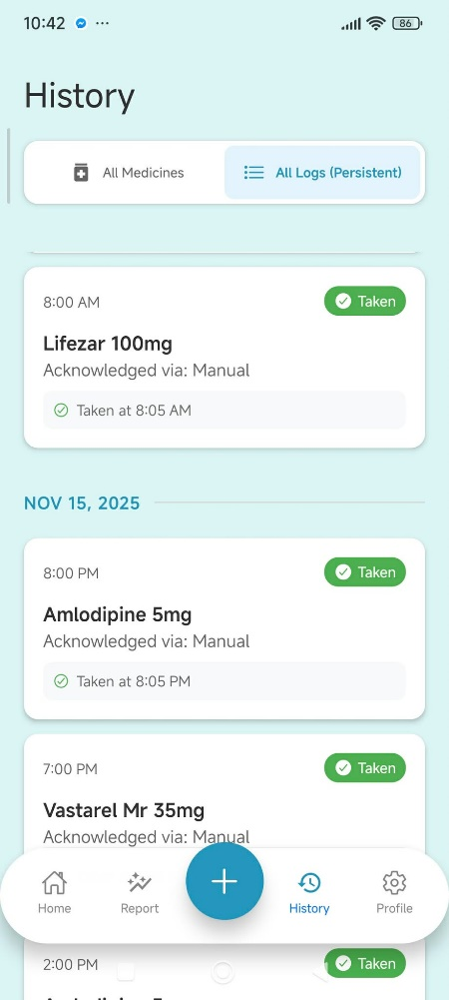 10:42
86
History
All Medicines
All Logs (Persistent)
8:00 AM
Taken
Lifezar 100mg
Acknowledged via: Manual
Taken at 8:05 AM
NOV 15, 2025
8:00 PM
Taken
Amlodipine 5mg
Acknowledged via: Manual
Taken at 8:05 PM
7:00 PM
Taken
Vastarel Mr 35mg
Acknowledged via: Manual
Home
Report
History
Profile
2:00 PM
Taken